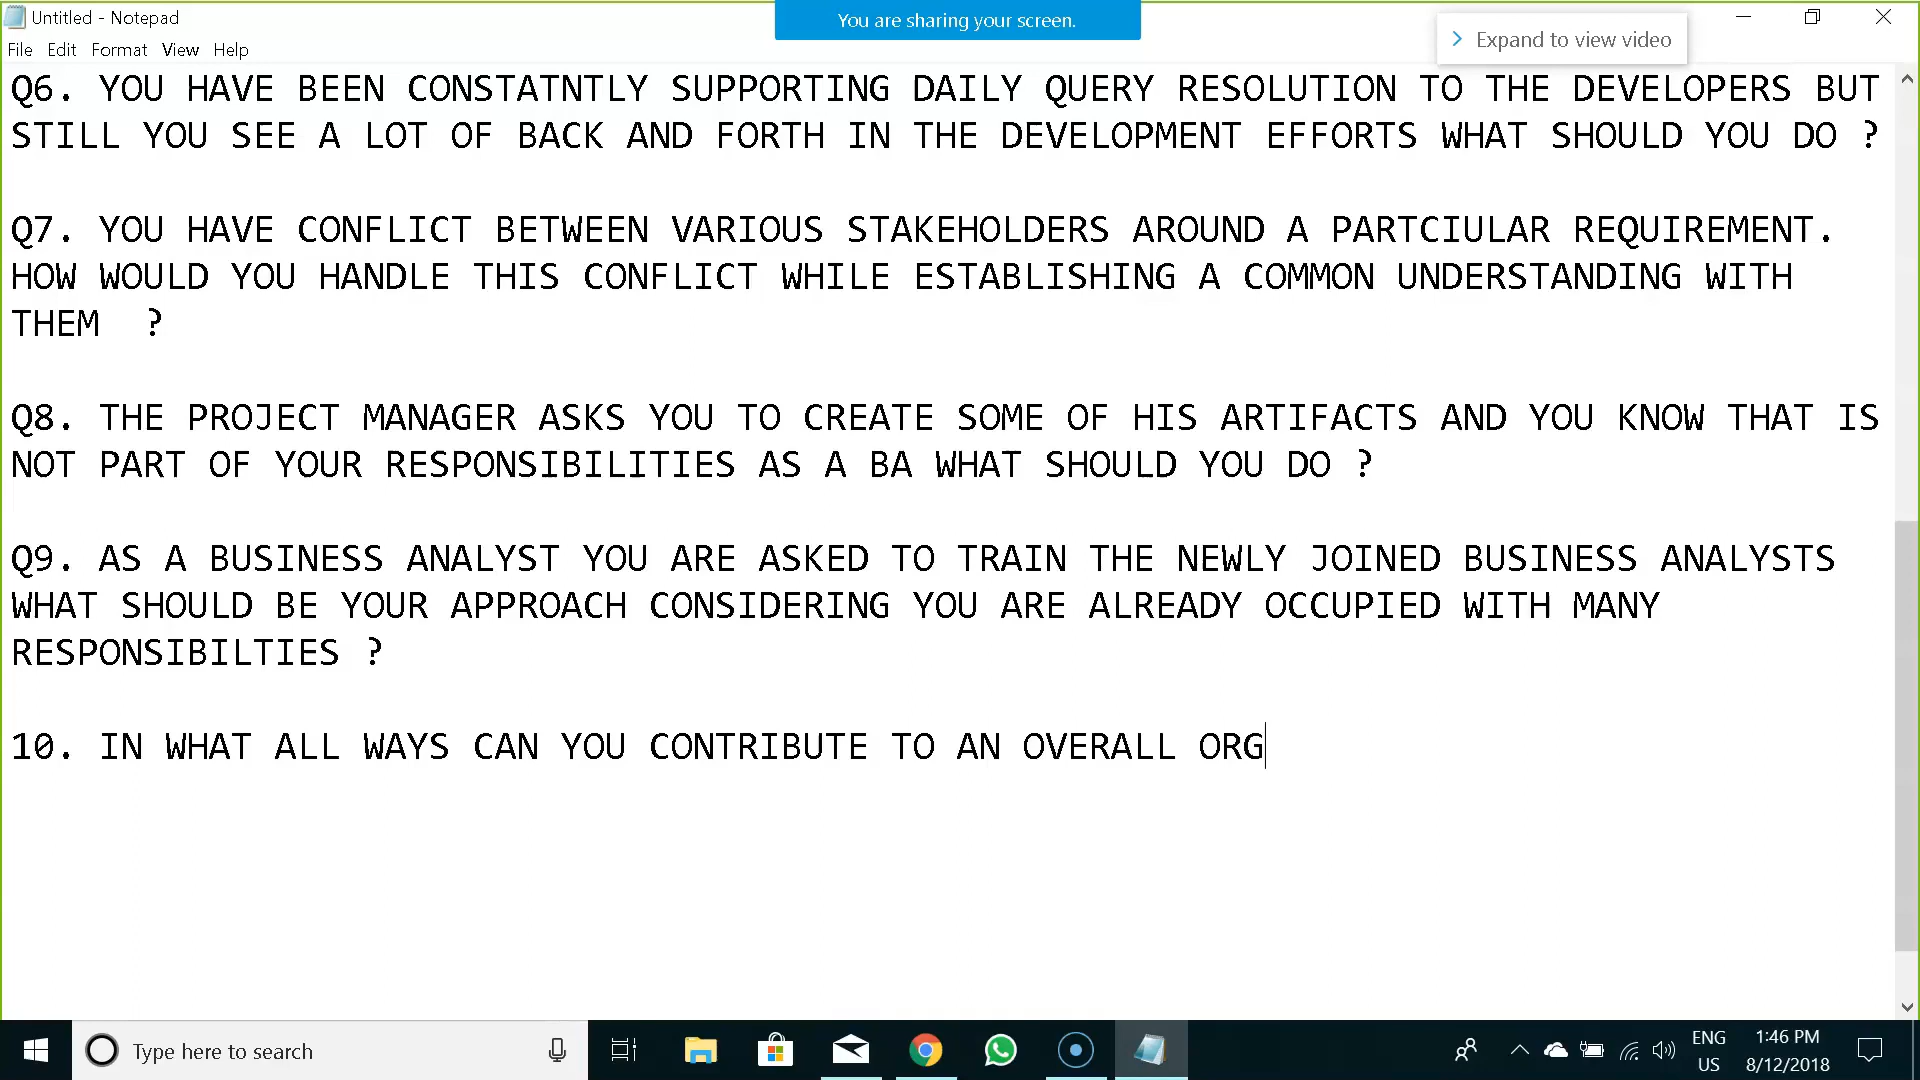 Untitled - Notepad
You are sharing your screen.
Expand to view video
File Edit Format View Help
Q6. YOU HAVE BEEN CONSTATNTLY SUPPORTING DAILY QUERY RESOLUTION TO THE DEVELOPERS BUT
STILL YOU SEE A LOT OF BACK AND FORTH IN THE DEVELOPMENT EFFORTS WHAT SHOULD YOU DO ?
Q7. YOU HAVE CONFLICT BETWEEN VARIOUS STAKEHOLDERS AROUND A PARTCIULAR REQUIREMENT.
HOW WOULD YOU HANDLE THIS CONFLICT WHILE ESTABLISHING A COMMON UNDERSTANDING WITH
THEM  ?
Q8. THE PROJECT MANAGER ASKS YOU TO CREATE SOME OF HIS ARTIFACTS AND YOU KNOW THAT IS
NOT PART OF YOUR RESPONSIBILITIES AS A BA WHAT SHOULD YOU DO ?
Q9. AS A BUSINESS ANALYST YOU ARE ASKED TO TRAIN THE NEWLY JOINED BUSINESS ANALYSTS
WHAT SHOULD BE YOUR APPROACH CONSIDERING YOU ARE ALREADY OCCUPIED WITH MANY
RESPONSIBILTIES ?
10. IN WHAT ALL WAYS CAN YOU CONTRIBUTE TO AN OVERALL ORG
Type here to search
ENG
US
1:46 PM
8/12/2018